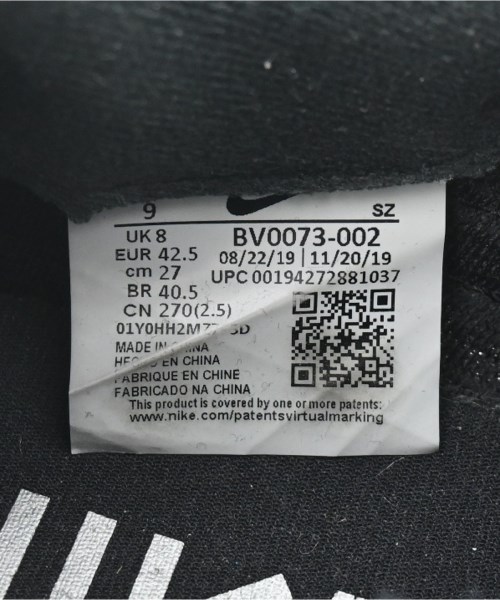 9 SZ
UK 8 BV0073-002
EUR 42.5 08/22/19 | 11/20/19
cm 27 UPC 00194272881037
BR 40.5
CN 270(2.5)
MADE IN CHINA
EN CHINA
FABRIQUE EN CHINE
FABRICADO NA CHINA
This product is covered by one or more patents:
www.nike.com/patentsvirtualmarking